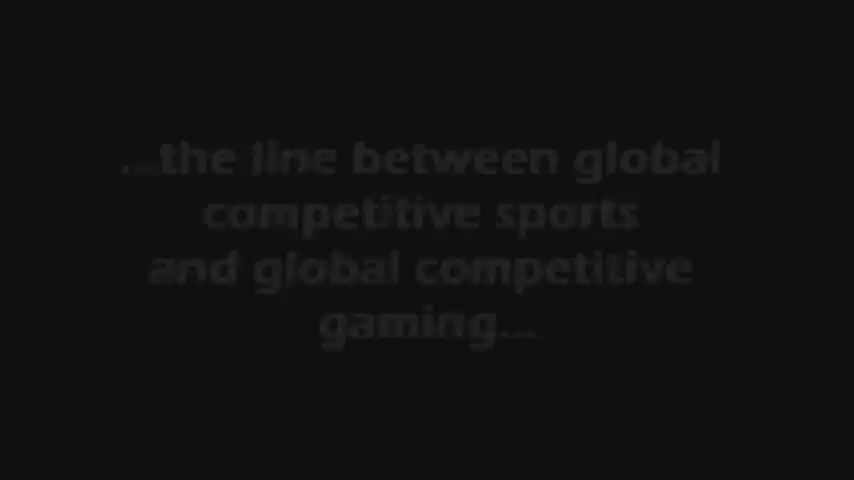 ...the line between global
competitive sports
and global competitive
gaming...